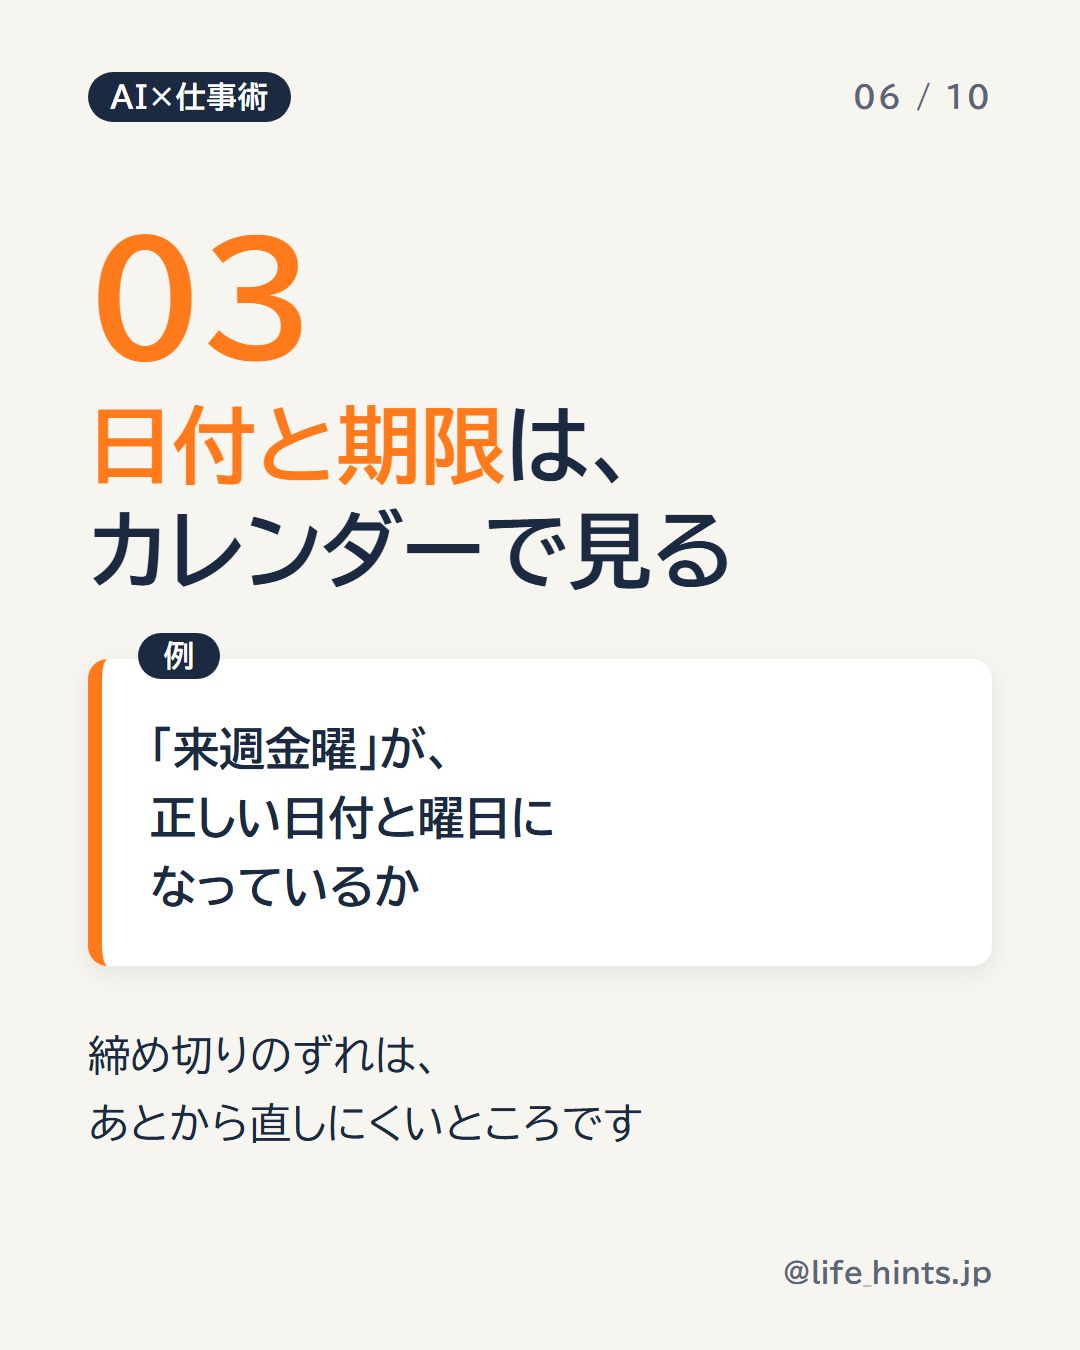 AI×仕事術
06 / 10
03
日付と期限は、
カレンダーで見る
例
「来週金曜」が、
正しい日付と曜日に
なっているか
締め切りのずれは、
あとから直しにくいところです
@life_hints.jp